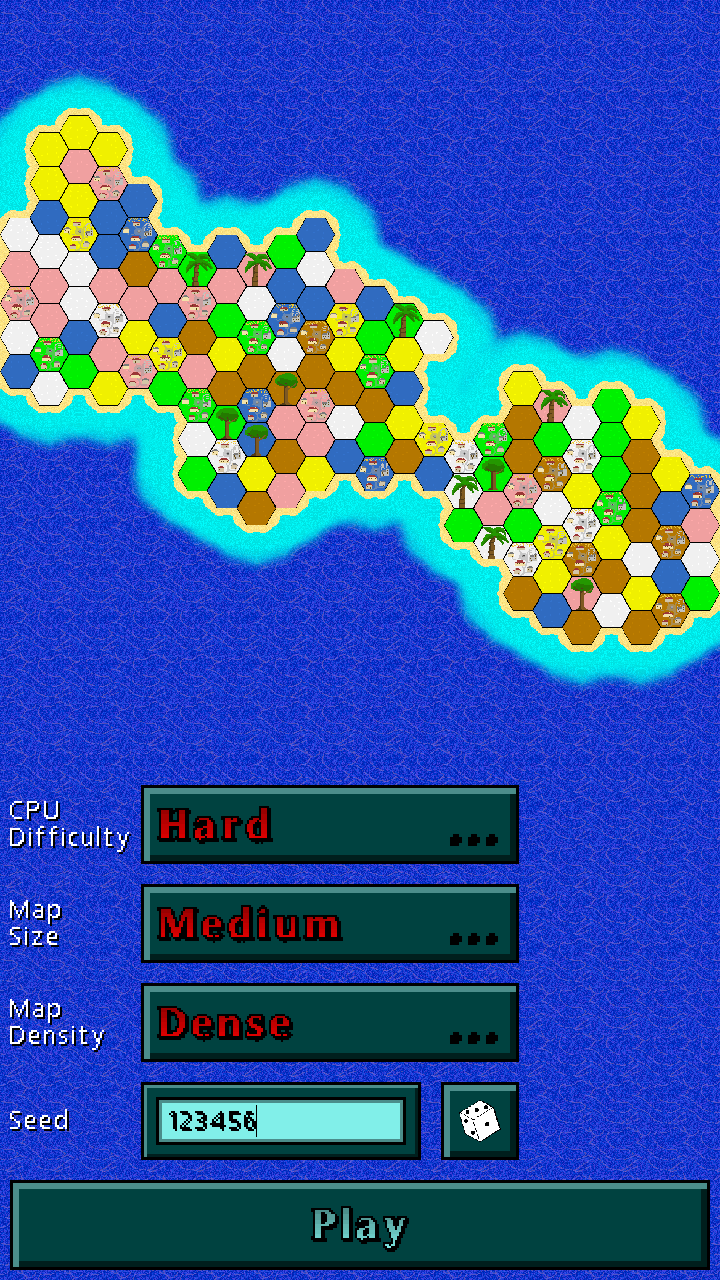 CPU
Difficulty
Hard
...
Map
Size
Medium
...
Map
Density
Dense
...
Seed
123456
Play